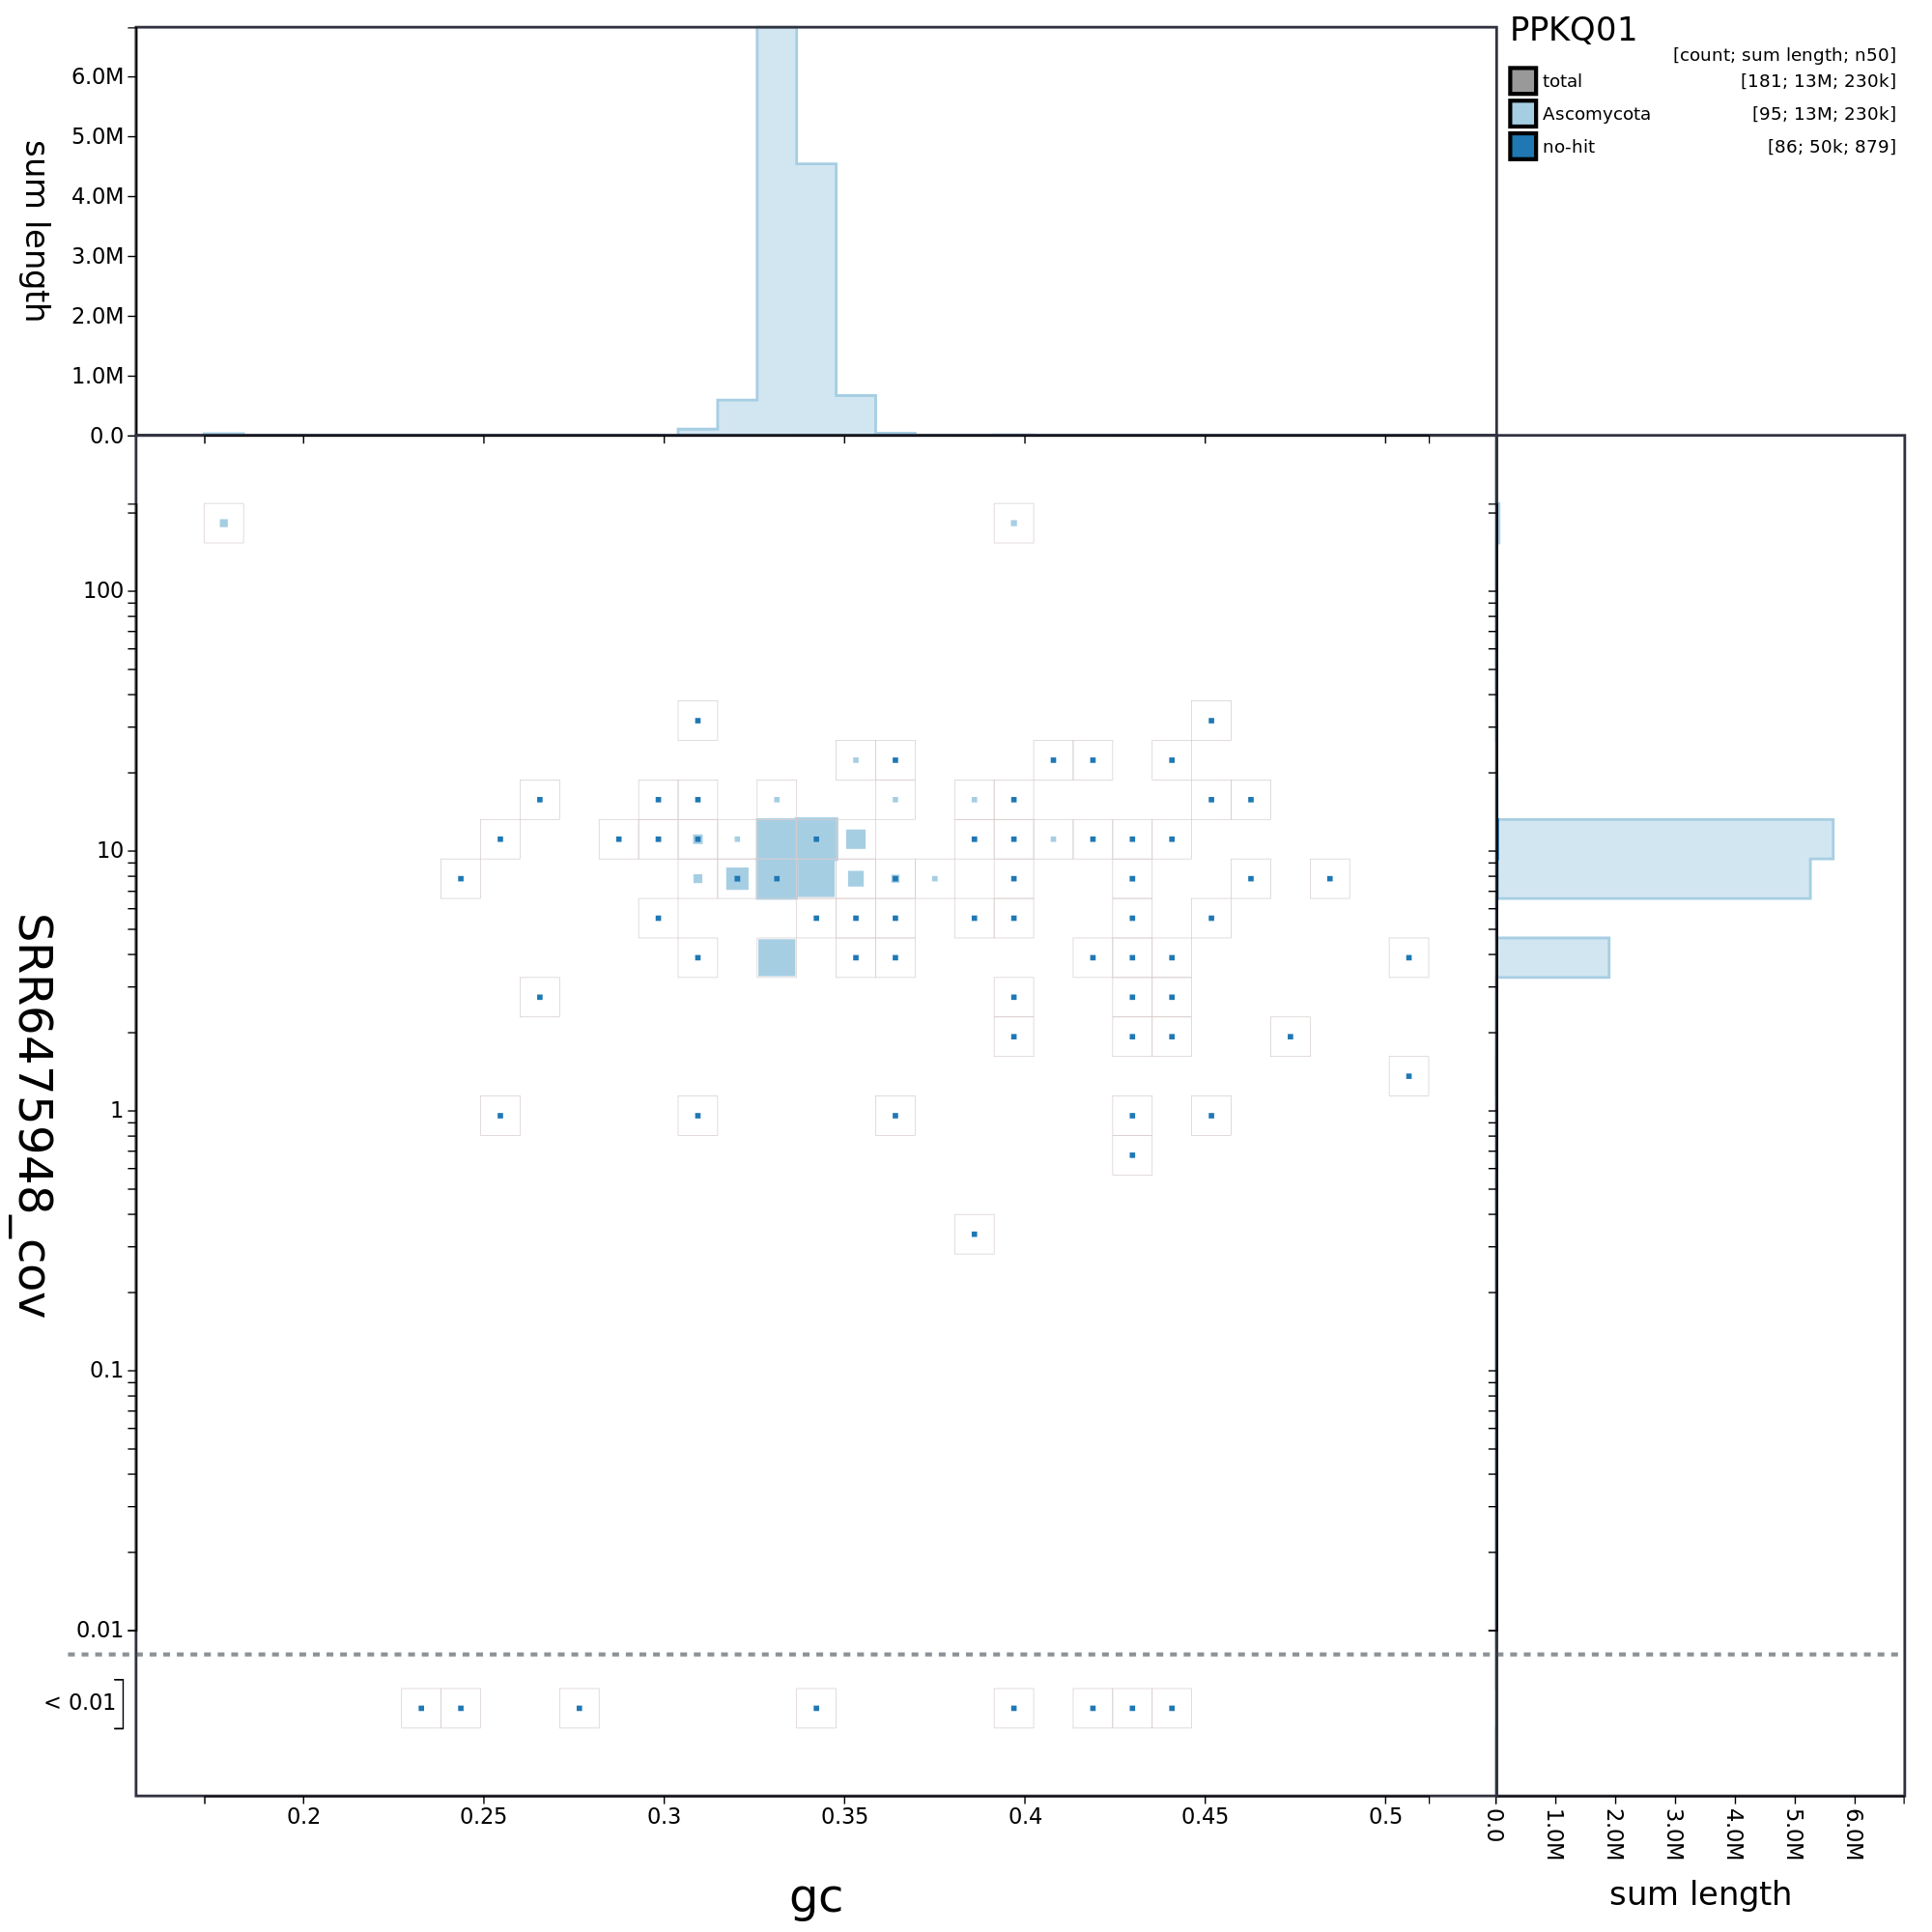 PPKQ01
[count; sum length; n50]
total [181; 13M; 230k]
Ascomycota [95; 13M; 230k]
no-hit [86; 50k; 879]
sum length
6.0M
5.0M
4.0M
3.0M
2.0M
1.0M
0.0
SRR6475948_cov
100
10
1
0.1
0.01
< 0.01
0.2 0.25 0.3 0.35 0.4 0.45 0.5
gc
0.0 1.0M 2.0M 3.0M 4.0M 5.0M 6.0M
sum length